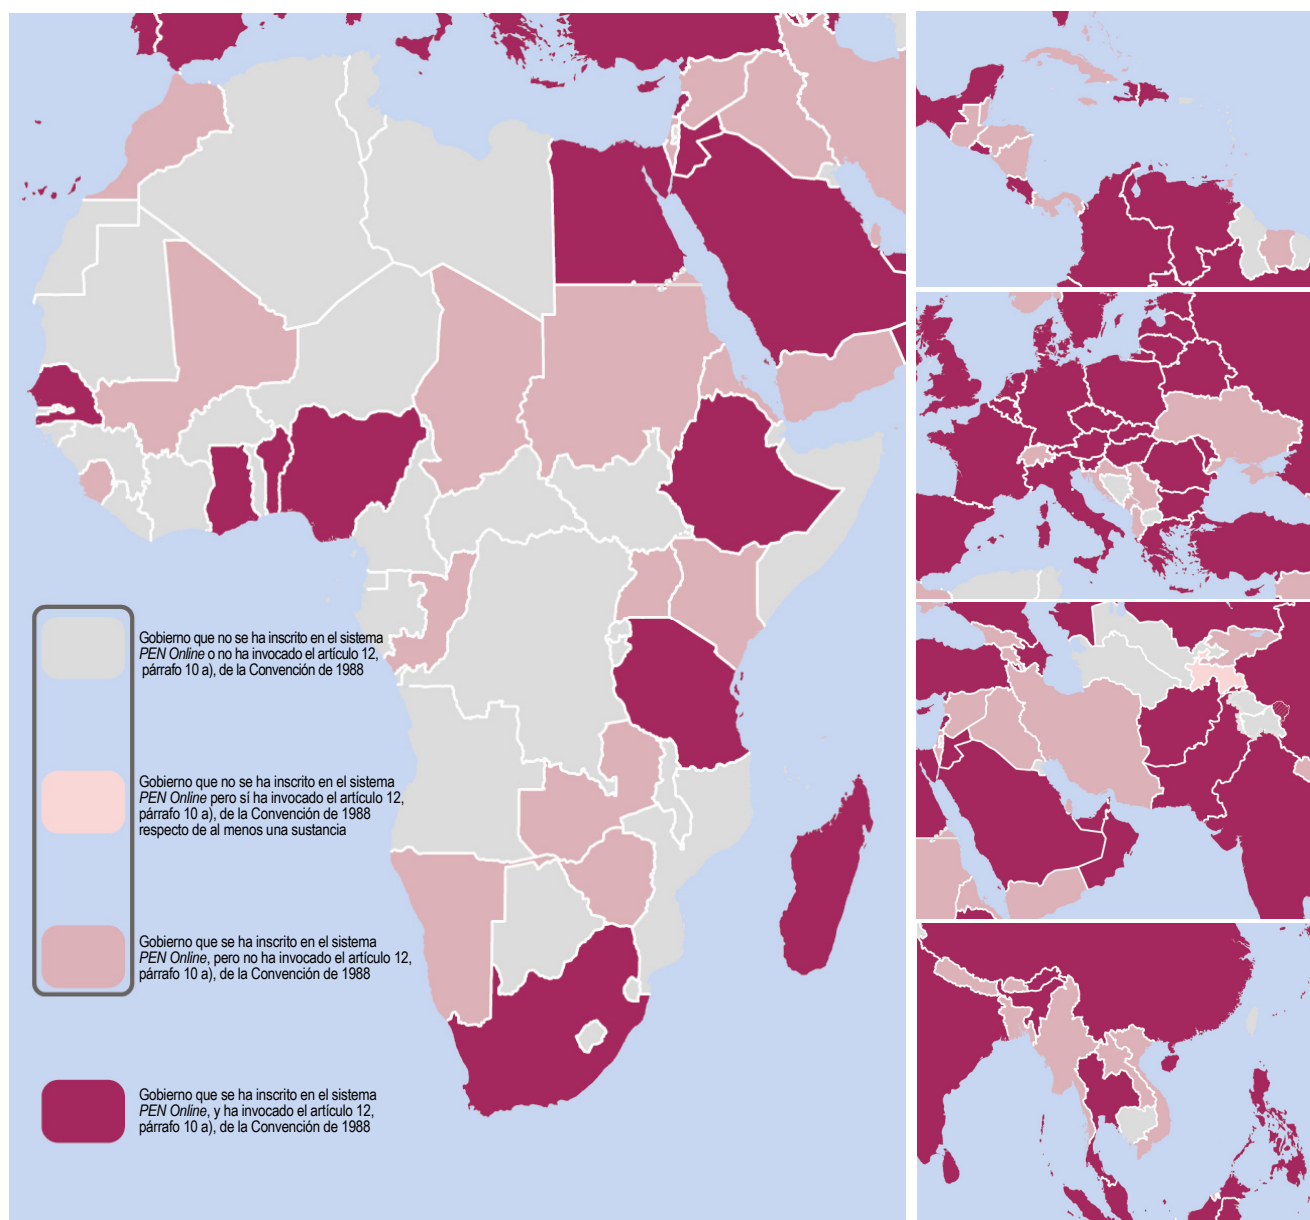 Gobierno que no se ha inscrito en el sistema
PEN Online o no ha invocado el artículo 12,
párrafo 10 a), de la Convención de 1988
Gobierno que no se ha inscrito en el sistema
PEN Online pero sí ha invocado el artículo 12,
párrafo 10 a), de la Convención de 1988
respecto de al menos una sustancia
Gobierno que se ha inscrito en el sistema
PEN Online, pero no ha invocado el artículo 12,
párrafo 10 a), de la Convención de 1988
Gobierno que se ha inscrito en el sistema
PEN Online, y ha invocado el artículo 12,
párrafo 10 a), de la Convención de 1988